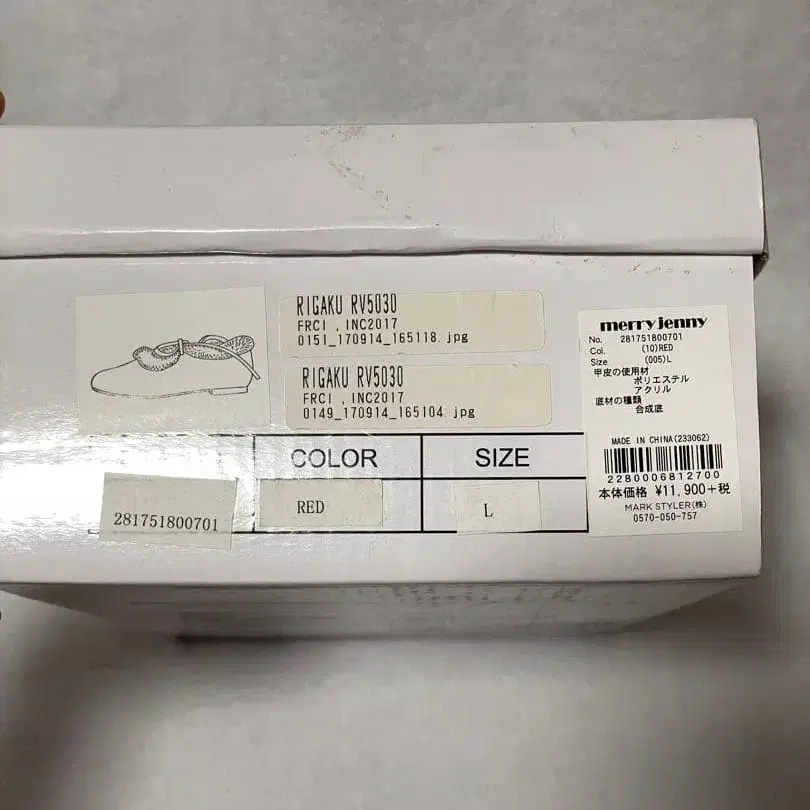 RIGAKU RV5030
FRCI , INC2017
0151_170914_165118.jpg
RIGAKU RV5030
FRCI , INC2017
0149_170914_165104.jpg
COLOR
SIZE
281751800701
RED
L
merry jenny
No. 281751800701
Col. (10)RED
Size (005)L
甲皮の使用材
ポリエステル
アクリル
底材の種類
合成底
MADE IN CHINA(233062)
2280006812700
本体価格 ¥11,900+税
MARK STYLER(株)
0570-050-757